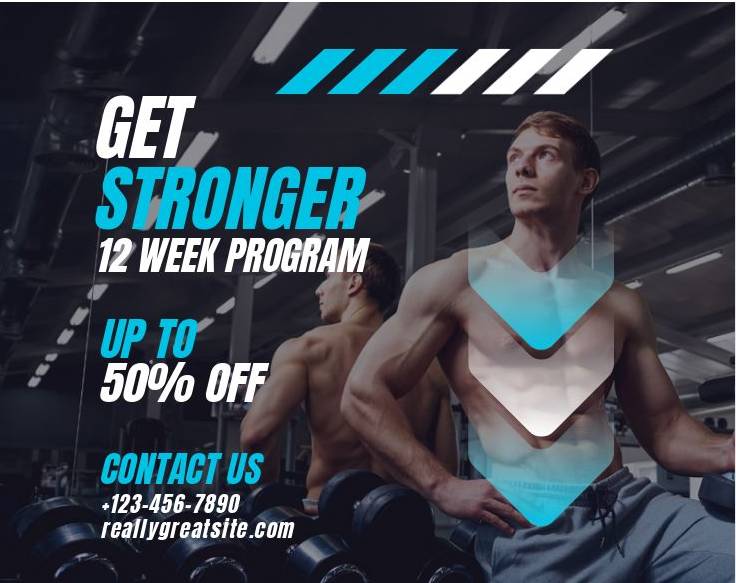 GET
STRONGER
12 WEEK PROGRAM
UP TO
50% OFF
CONTACT US
+123-456-7890
reallygreatsite.com